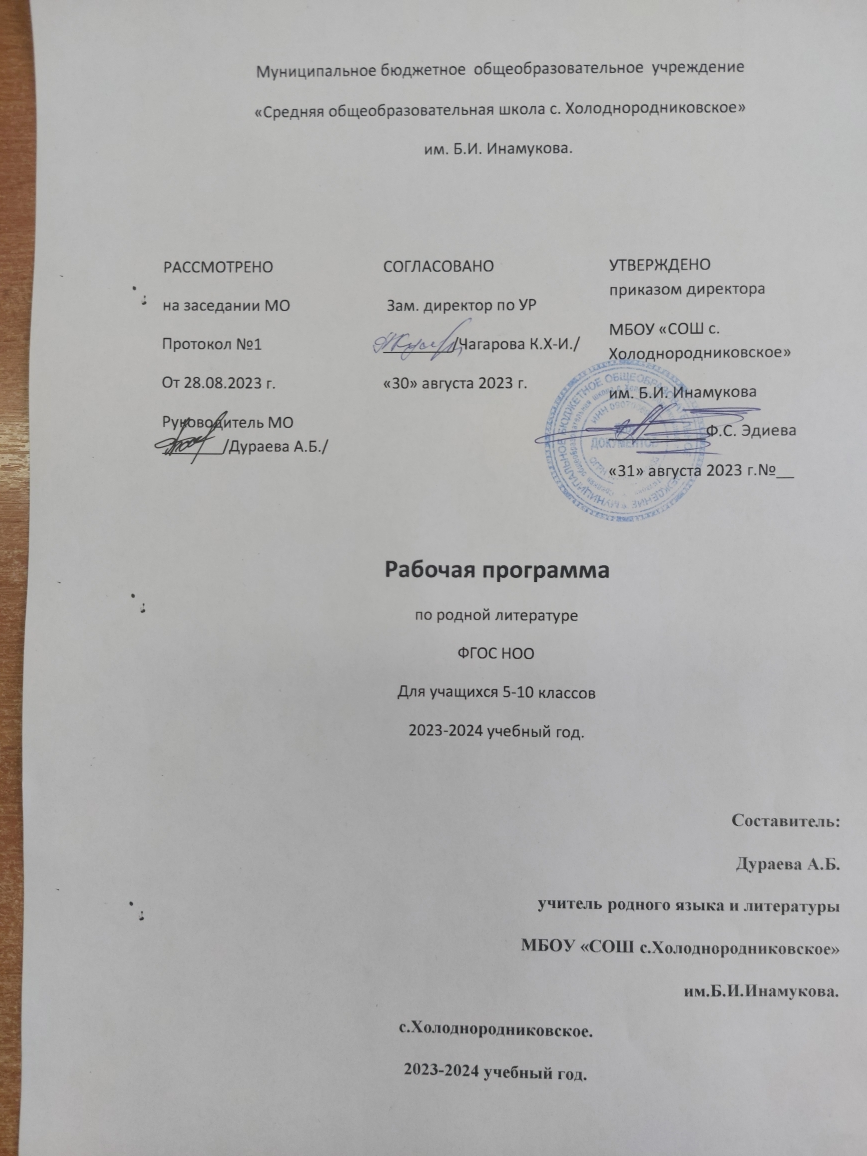 Муниципальное бюджетное общеобразовательное учреждение
«Средняя общеобразовательная школа с. Холоднородниковское»
им. Б.И. Инамукова.
РАССМОТРЕНО
на заседании МО
Протокол №1
От 28.08.2023 г.
Руководитель МО
/Дураева А.Б./
СОГЛАСОВАНО
Зам. директор по УР
/Чагарова К.Х-И./
«30» августа 2023 г.
УТВЕРЖДЕНО
приказом директора
МБОУ «СОШ с.
Холоднородниковское»
им. Б.И. Инамукова
Ф.С. Эдиева
«31» августа 2023 г.№__
Рабочая программа
по родной литературе
ФГОС НОО
Для учащихся 5-10 классов
2023-2024 учебный год.
Составитель:
Дураева А.Б.
учитель родного языка и литературы
МБОУ «СОШ с.Холоднородниковское»
им.Б.И.Инамукова.
с.Холоднородниковское.
2023-2024 учебный год.